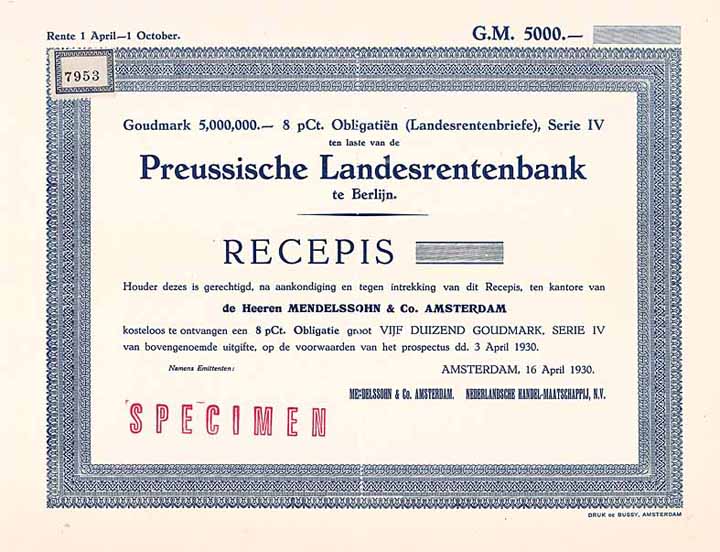 Rente 1 April—1 October.
G.M. 5000.—
7953
Goudmark 5,000,000.— 8 pCt. Obligatiën (Landesrentenbriefe), Serie IV
ten laste van de
Preussische Landesrentenbank
te Berlijn.
RECEPIS
Houder dezes is gerechtigd, na aankondiging en tegen intrekking van dit Recepis, ten kantore van
de Heeren MENDELSSOHN & Co. AMSTERDAM
kosteloos te ontvangen een 8 pCt. Obligatie groot VIJF DUIZEND GOUDMARK, SERIE IV
van bovengenoemde uitgifte, op de voorwaarden van het prospectus dd. 3 April 1930.
Namens Emittenten:
AMSTERDAM, 16 April 1930.
MENDELSSOHN & Co. AMSTERDAM. NEDERLANDSCHE HANDEL-MAATSCHAPPIJ, N.V.
SPECIMEN
DRUK DE BUSSY, AMSTERDAM